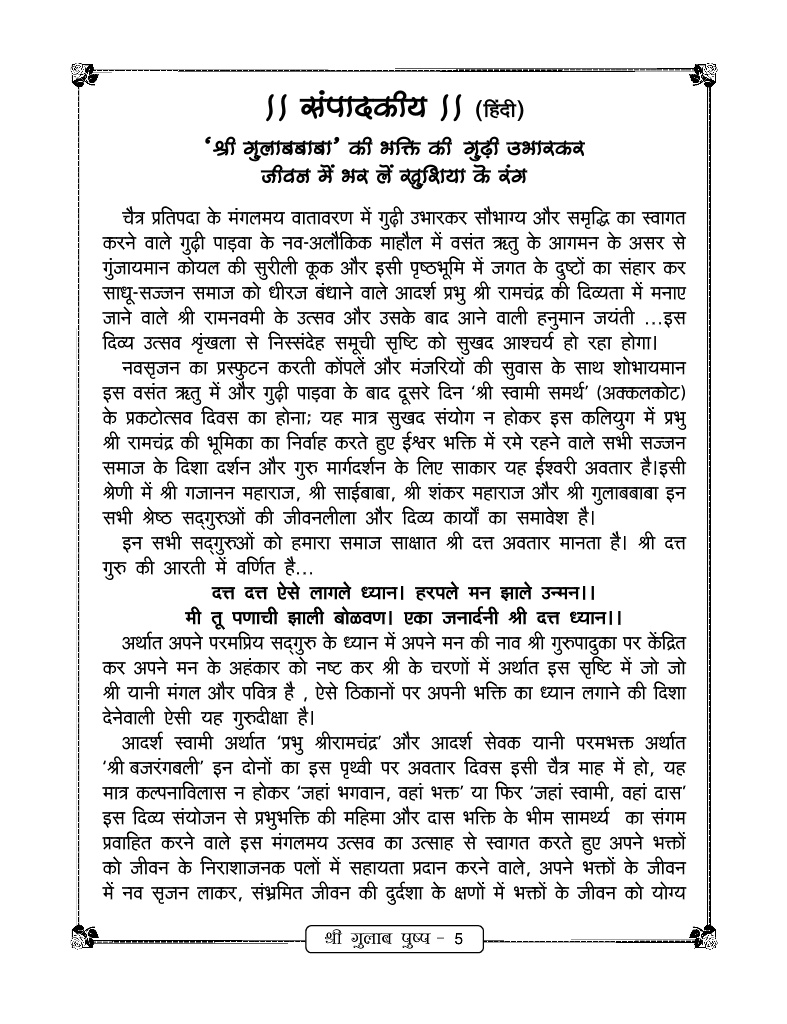 ।। संपादकीय ।। (हिंदी)
‘श्री गुलाबबाबा’ की भक्ति की गुढ़ी उभारकर
जीवन में भर लें खुशिया के रंग
चैत्र प्रतिपदा के मंगलमय वातावरण में गुढ़ी उभारकर सौभाग्य और समृद्धि का स्वागत
करने वाले गुढ़ी पाड़वा के नव-अलौकिक माहौल में वसंत ऋतु के आगमन के असर से
गुंजायमान कोयल की सुरीली कूक और इसी पृष्ठभूमि में जगत के दुष्टों का संहार कर
साधू-सज्जन समाज को धीरज बंधाने वाले आदर्श प्रभु श्री रामचंद्र की दिव्यता में मनाए
जाने वाले श्री रामनवमी के उत्सव और उसके बाद आने वाली हनुमान जयंती ...इस
दिव्य उत्सव शृंखला से निस्संदेह समूची सृष्टि को सुखद आश्चर्य हो रहा होगा।
नवसृजन का प्रस्फुटन करती कोंपलें और मंजरियों की सुवास के साथ शोभायमान
इस वसंत ऋतु में और गुढ़ी पाड़वा के बाद दूसरे दिन ‘श्री स्वामी समर्थ’ (अक्कलकोट)
के प्रकटोत्सव दिवस का होना; यह मात्र सुखद संयोग न होकर इस कलियुग में प्रभु
श्री रामचंद्र की भूमिका का निर्वाह करते हुए ईश्वर भक्ति में रमे रहने वाले सभी सज्जन
समाज के दिशा दर्शन और गुरु मार्गदर्शन के लिए साकार यह ईश्वरी अवतार है।इसी
श्रेणी में श्री गजानन महाराज, श्री साईबाबा, श्री शंकर महाराज और श्री गुलाबबाबा इन
सभी श्रेष्ठ सद्‌गुरुओं की जीवनलीला और दिव्य कार्यों का समावेश है।
इन सभी सद्‌गुरुओं को हमारा समाज साक्षात श्री दत्त अवतार मानता है। श्री दत्त
गुरु की आरती में वर्णित है...
दत्त दत्त ऐसे लागले ध्यान। हरपले मन झाले उन्मन।।
मी तू पणाची झाली बोळवण। एका जनार्दनी श्री दत्त ध्यान।।
अर्थात अपने परमप्रिय सद्‌गुरु के ध्यान में अपने मन की नाव श्री गुरुपादुका पर केंद्रित
कर अपने मन के अहंकार को नष्ट कर श्री के चरणों में अर्थात इस सृष्टि में जो जो
श्री यानी मंगल और पवित्र है , ऐसे ठिकानों पर अपनी भक्ति का ध्यान लगाने की दिशा
देनेवाली ऐसी यह गुरुदीक्षा है।
आदर्श स्वामी अर्थात ‘प्रभु श्रीरामचंद्र’ और आदर्श सेवक यानी परमभक्त अर्थात
‘श्री बजरंगबली’ इन दोनों का इस पृथ्वी पर अवतार दिवस इसी चैत्र माह में हो, यह
मात्र कल्पनाविलास न होकर ‘जहां भगवान, वहां भक्त’ या फिर ‘जहां स्वामी, वहां दास’
इस दिव्य संयोजन से प्रभुभक्ति की महिमा और दास भक्ति के भीम सामर्थ्य का संगम
प्रवाहित करने वाले इस मंगलमय उत्सव का उत्साह से स्वागत करते हुए अपने भक्तों
को जीवन के निराशाजनक पलों में सहायता प्रदान करने वाले, अपने भक्तों के जीवन
में नव सृजन लाकर, संभ्रमित जीवन की दुर्दशा के क्षणों में भक्तों के जीवन को योग्य
श्री गुलाब पुष्प - 5